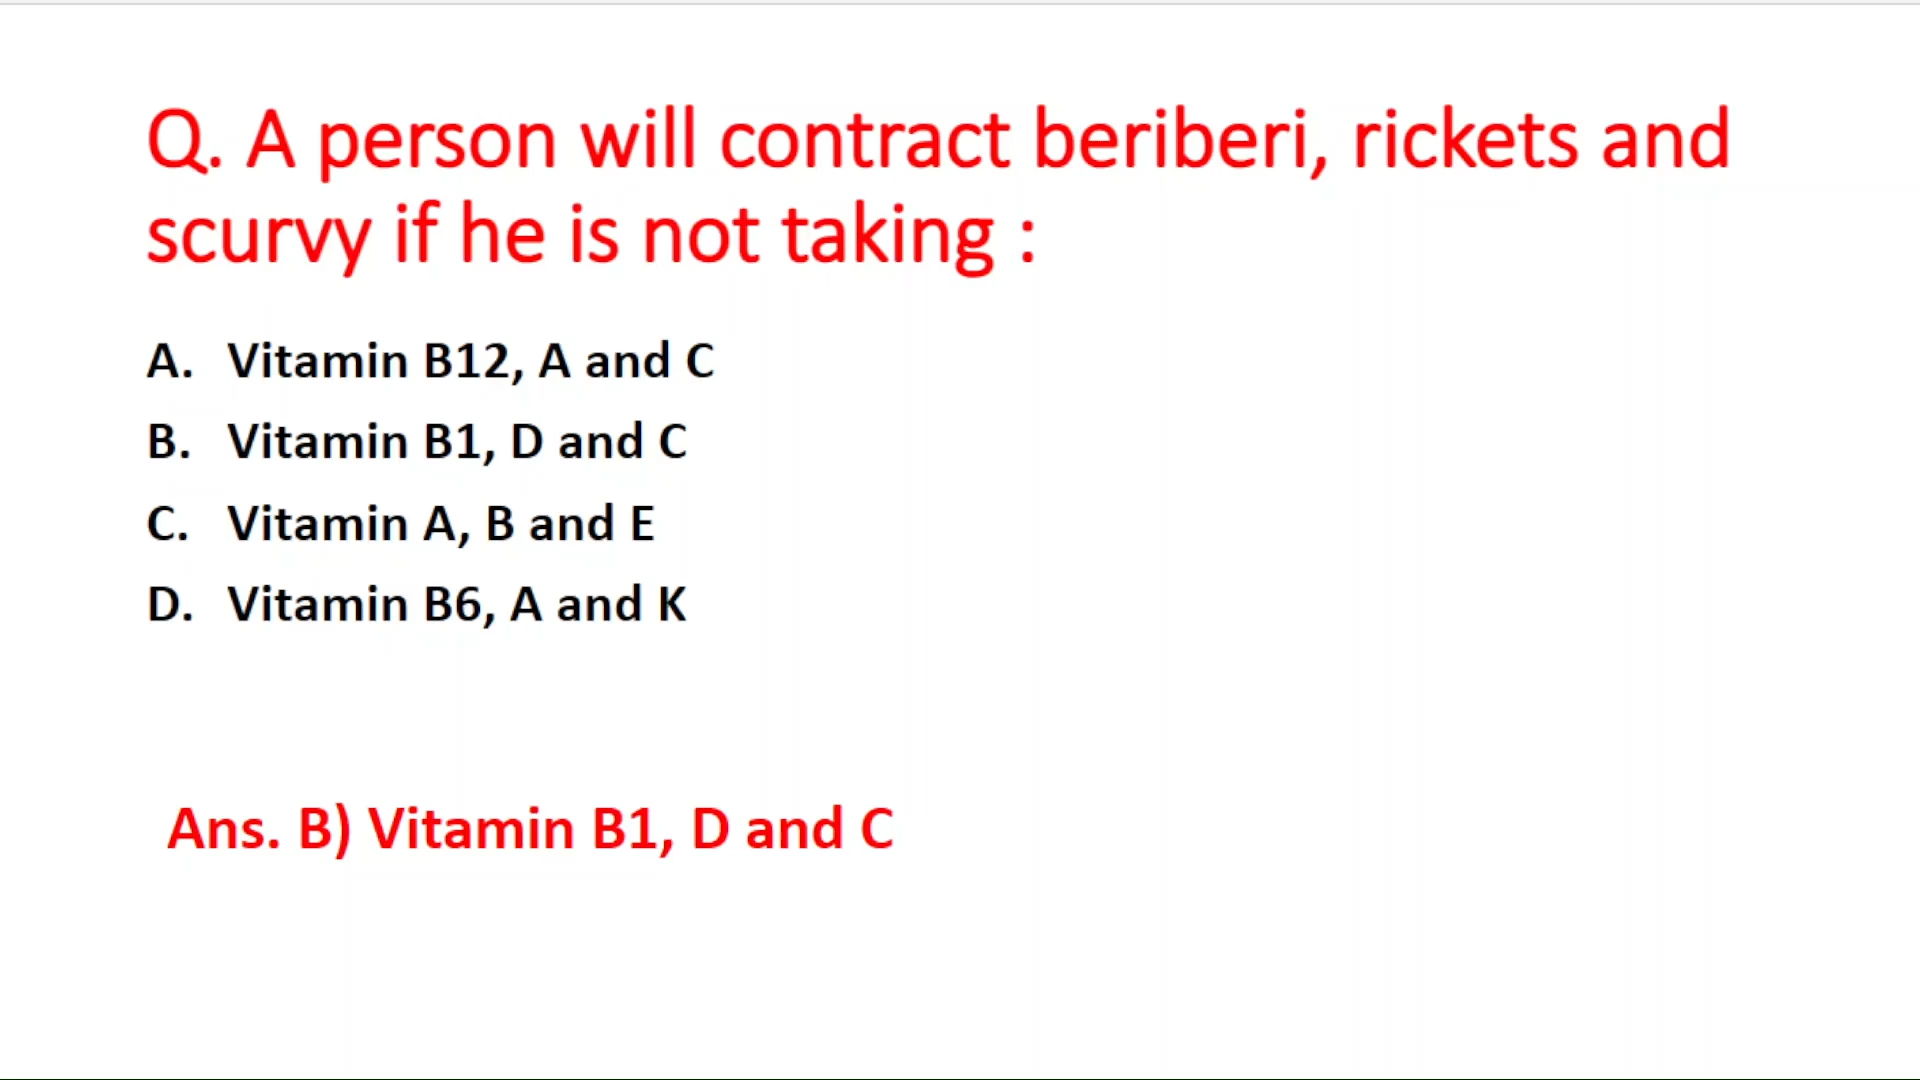 Q. A person will contract beriberi, rickets and
scurvy if he is not taking :
A. Vitamin B12, A and C
B. Vitamin B1, D and C
C. Vitamin A, B and E
D. Vitamin B6, A and K
Ans. B) Vitamin B1, D and C